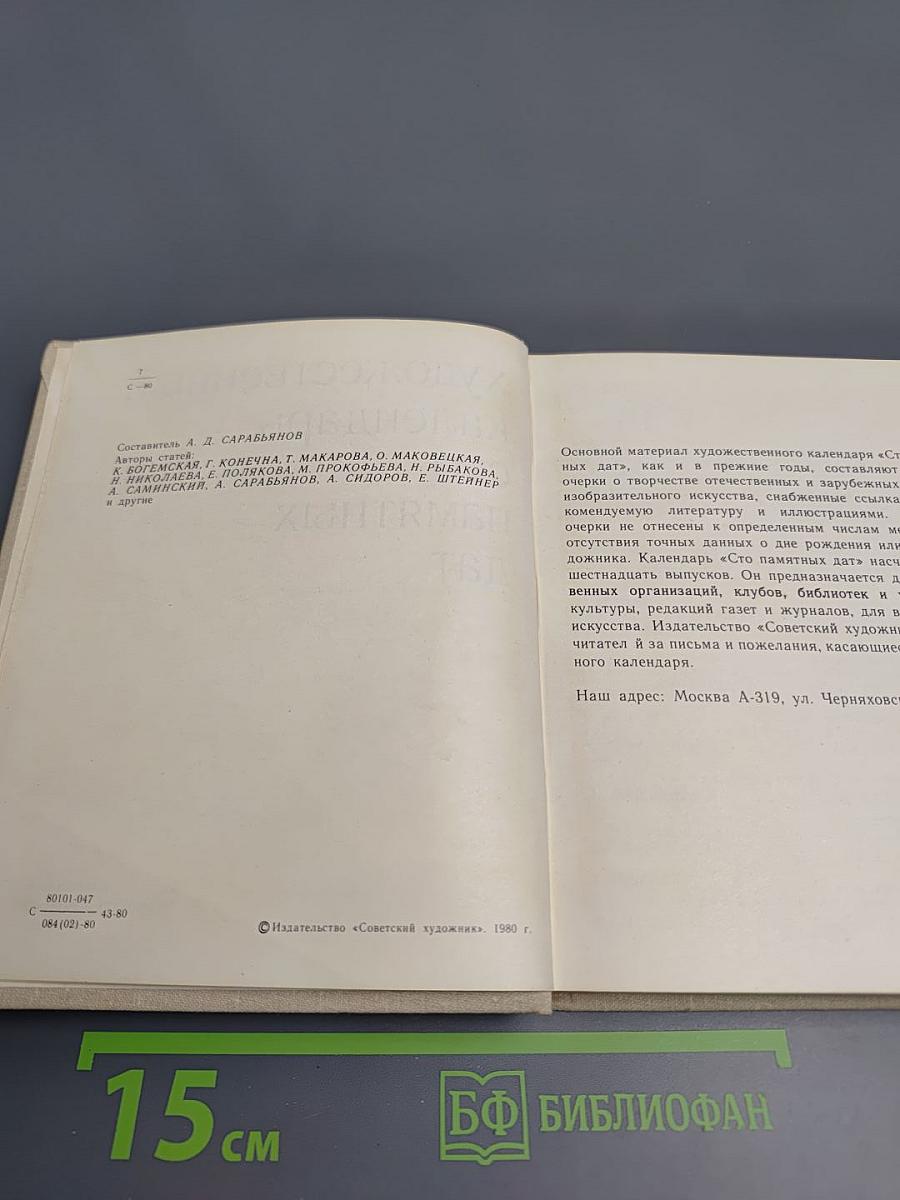 7
С —80
Составитель А. Д. САРАБЬЯНОВ
Авторы статей:
К. БОГЕМСКАЯ, Г. КОНЕЧНА, Т. МАКАРОВА, О. МАКОВЕЦКАЯ,
Н. НИКОЛАЕВА, Е. ПОЛЯКОВА, М. ПРОКОФЬЕВА, Н. РЫБАКОВА,
А. САМИНСКИЙ, А. САРАБЬЯНОВ, А. СИДОРОВ, Е. ШТЕЙНЕР
и другие
80101-047
С 43-80
084(02)-80
© Издательство «Советский художник». 1980 г.
Основной материал художественного календаря «Ст
ных дат», как и в прежние годы, составляют
очерки о творчестве отечественных и зарубежных
изобразительного искусства, снабженные ссылка
комендуемую литературу и иллюстрациями.
очерки не отнесены к определенным числам ме
отсутствия точных данных о дне рождения или
дожника. Календарь «Сто памятных дат» насч
шестнадцать выпусков. Он предназначается д
венных организаций, клубов, библиотек и
культуры, редакций газет и журналов, для в
искусства. Издательство «Советский художни
читател й за письма и пожелания, касающиес
ного календаря.
Наш адрес: Москва А-319, ул. Черняховс
15 см
БФ БИБЛИОФАН